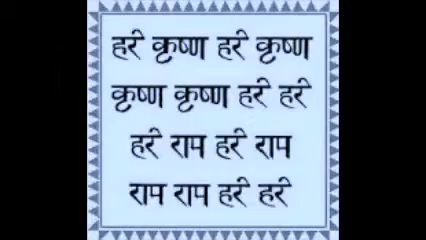 हरे कृष्ण हरे कृष्ण
कृष्ण कृष्ण हरे हरे
हरे राम हरे राम
राम राम हरे हरे